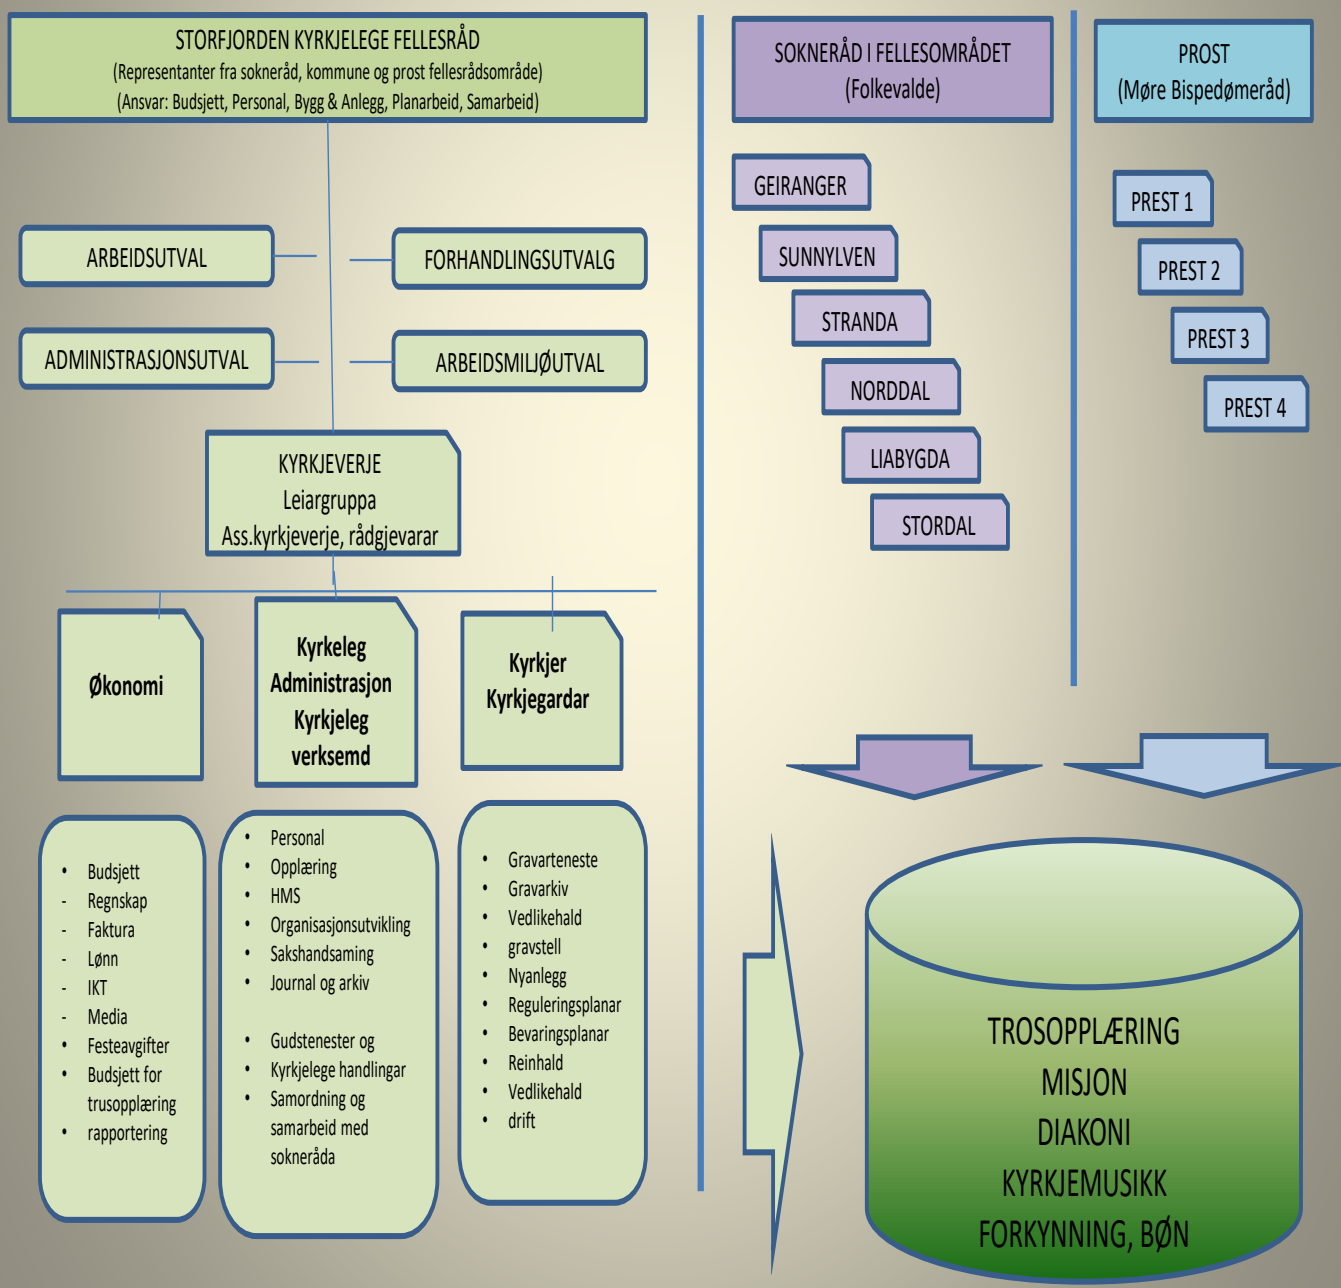 STORFJORDEN KYRKJELEGE FELLESRÅD
(Representanter fra sokneråd, kommune og prost fellesrådsområde)
(Ansvar: Budsjett, Personal, Bygg & Anlegg, Planarbeid, Samarbeid)
ARBEIDSUTVAL
FORHANDLINGSUTVALG
ADMINISTRASJONSUTVAL
ARBEIDSMILJØUTVAL
KYRKJEVERJE
Leiargruppa
Ass.kyrkjeverje, rådgjevarar
Økonomi
Kyrkeleg
Administrasjon
Kyrkjeleg
verksemd
Kyrkjer
Kyrkjegardar
• Budsjett
- Regnskap
- Faktura
- Lønn
- IKT
- Media
• Festeavgifter
• Budsjett for
trusopplæring
• rapportering
• Personal
• Opplæring
• HMS
• Organisasjonsutvikling
• Sakshandsaming
• Journal og arkiv
• Gudstenester og
• Kyrkjelege handlingar
• Samordning og
samarbeid med
sokneråda
• Gravarteneste
• Gravarkiv
• Vedlikehald
• gravstell
• Nyanlegg
• Reguleringsplanar
• Bevaringsplanar
• Reinhald
• Vedlikehald
• drift
SOKNERÅD I FELLESOMRÅDET
(Folkevalde)
GEIRANGER
SUNNYLVEN
STRANDA
NORDDAL
LIABYGDA
STORDAL
PROST
(Møre Bispedømeråd)
PREST 1
PREST 2
PREST 3
PREST 4
TROSOPPLÆRING
MISJON
DIAKONI
KYRKJEMUSIKK
FORKYNNING, BØN